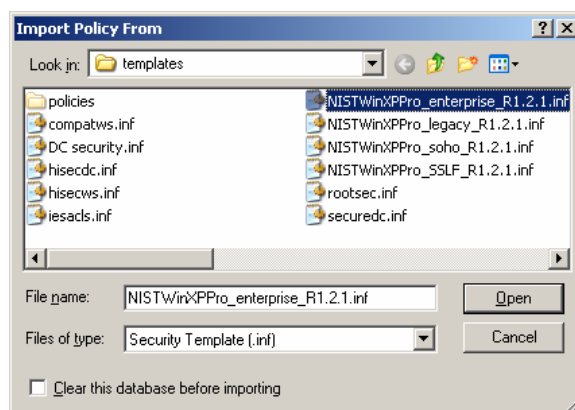 Import Policy From
Look in: templates
policies
compatws.inf
DC security.inf
hisecdc.inf
hisecws.inf
iesacls.inf
NISTWinXPPro_enterprise_R1.2.1.inf
NISTWinXPPro_legacy_R1.2.1.inf
NISTWinXPPro_soho_R1.2.1.inf
NISTWinXPPro_SSLF_R1.2.1.inf
rootsec.inf
securedc.inf
File name: NISTWinXPPro_enterprise_R1.2.1.inf Open
Files of type: Security Template (.inf) Cancel
Clear this database before importing